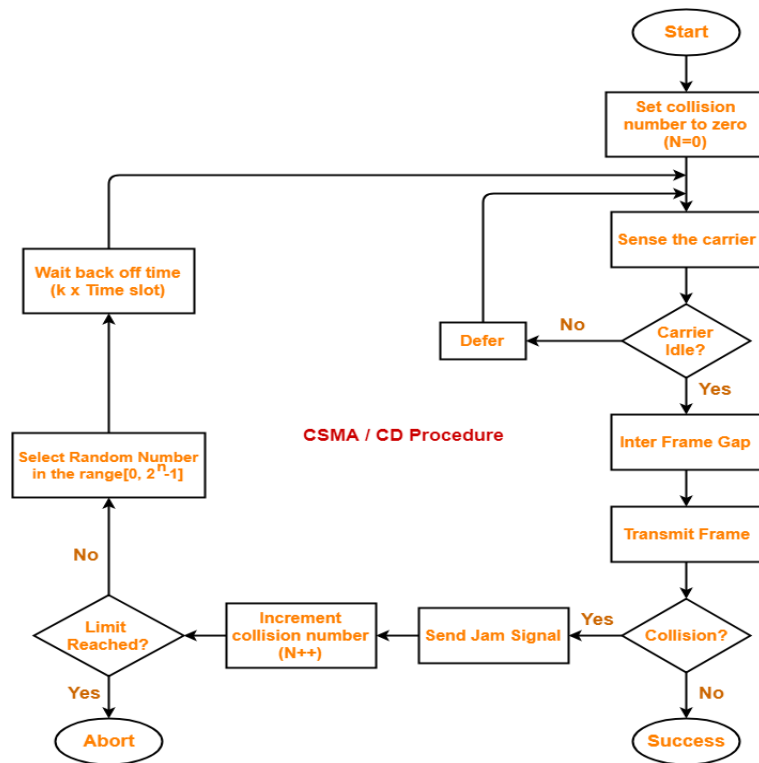 Start
Set collision
number to zero
(N=0)
Sense the carrier
Wait back off time
(k x Time slot)
Carrier
Idle?
No
Defer
Yes
CSMA / CD Procedure
Inter Frame Gap
Select Random Number
in the range[0, 2^n-1]
Transmit Frame
No
Limit
Reached?
Increment
collision number
(N++)
Send Jam Signal
Yes
Collision?
Yes
No
Abort
Success